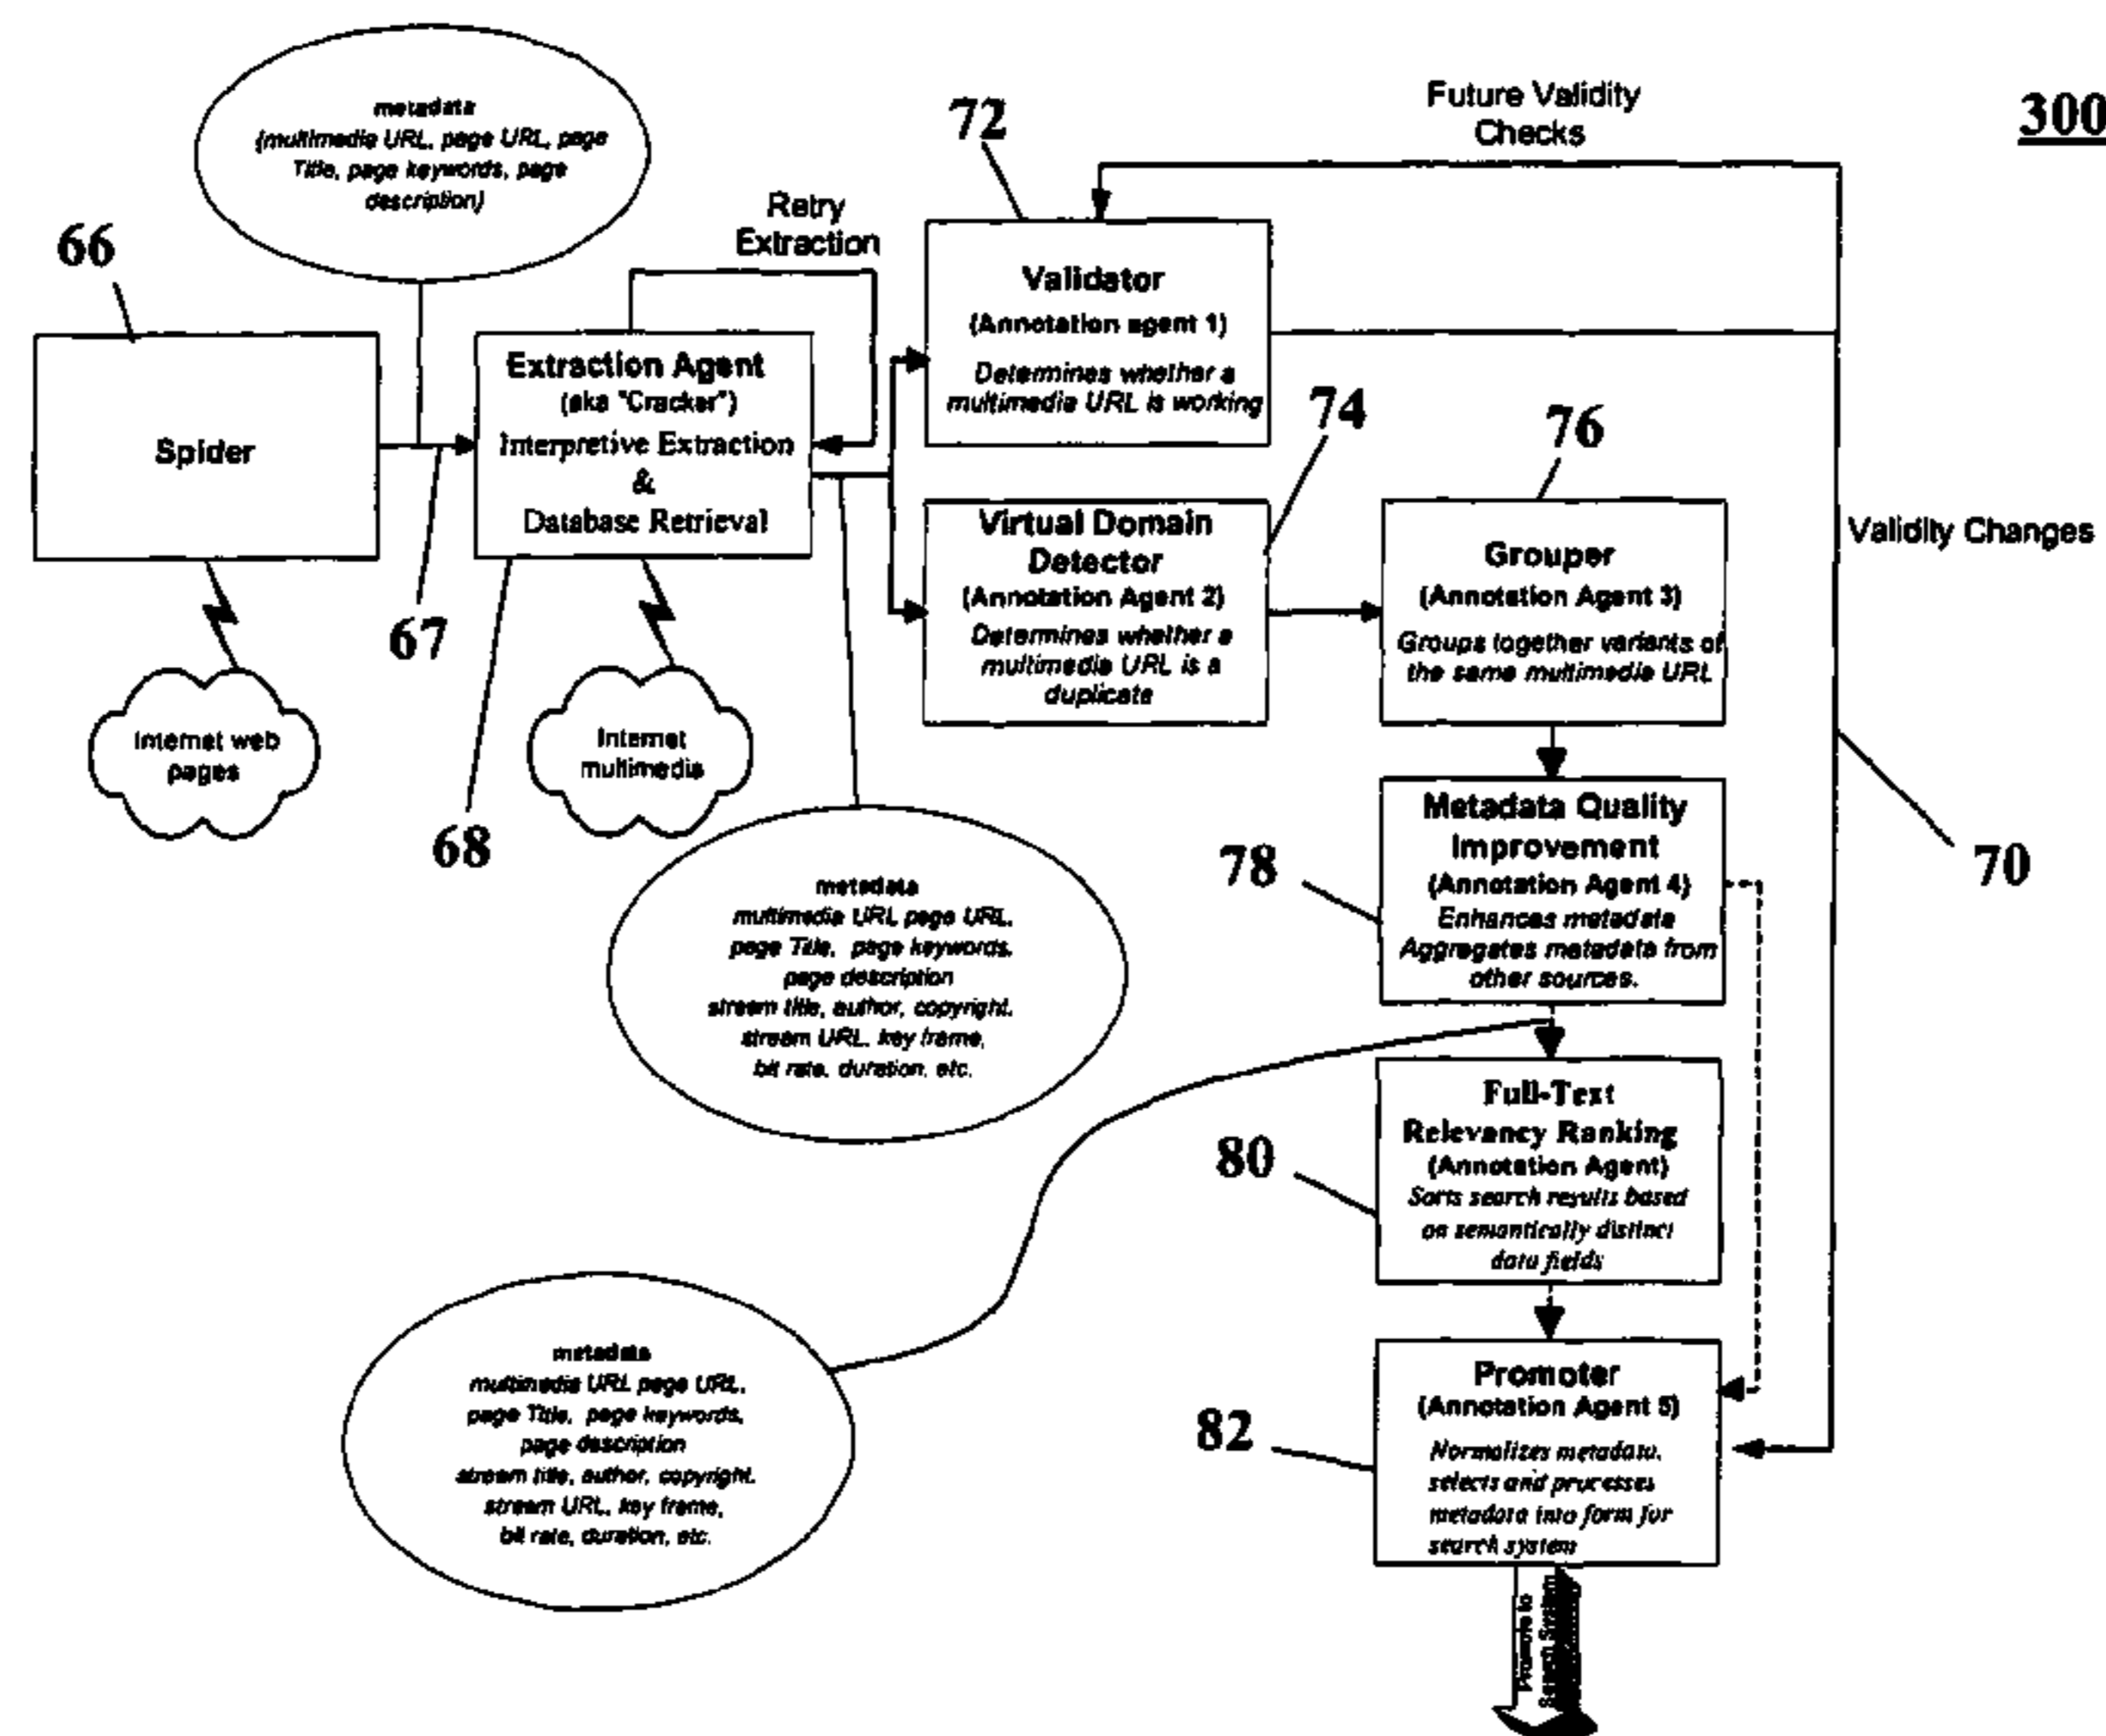 300
metadata
(multimedia URL, page URL, page
Title, page keywords, page
description)
66
Spider
67
Internet web
pages
Retry
Extraction
Extraction Agent
(aka "Cracker")
Interpretive Extraction
&
Database Retrieval
68
Internet
multimedia
72
Future Validity
Checks
Validator
(Annotation agent 1)
Determines whether a
multimedia URL is working
74
Virtual Domain
Detector
(Annotation Agent 2)
Determines whether a
multimedia URL is a
duplicate
76
Grouper
(Annotation Agent 3)
Groups together variants of
the same multimedia URL
Validity Changes
70
78
Metadata Quality
Improvement
(Annotation Agent 4)
Enhances metadata
Aggregates metadata from
other sources.
metadata
multimedia URL page URL,
page Title, page keywords,
page description
stream title, author, copyright,
stream URL, key frame,
bit rate, duration, etc.
80
Full-Text
Relevancy Ranking
(Annotation Agent)
Sorts search results based
on semantically distinct
data fields
metadata
multimedia URL page URL,
page Title, page keywords,
page description
stream title, author, copyright,
stream URL, key frame,
bit rate, duration, etc.
82
Promoter
(Annotation Agent 5)
Normalizes metadata,
selects and processes
metadata into form for
search system
to